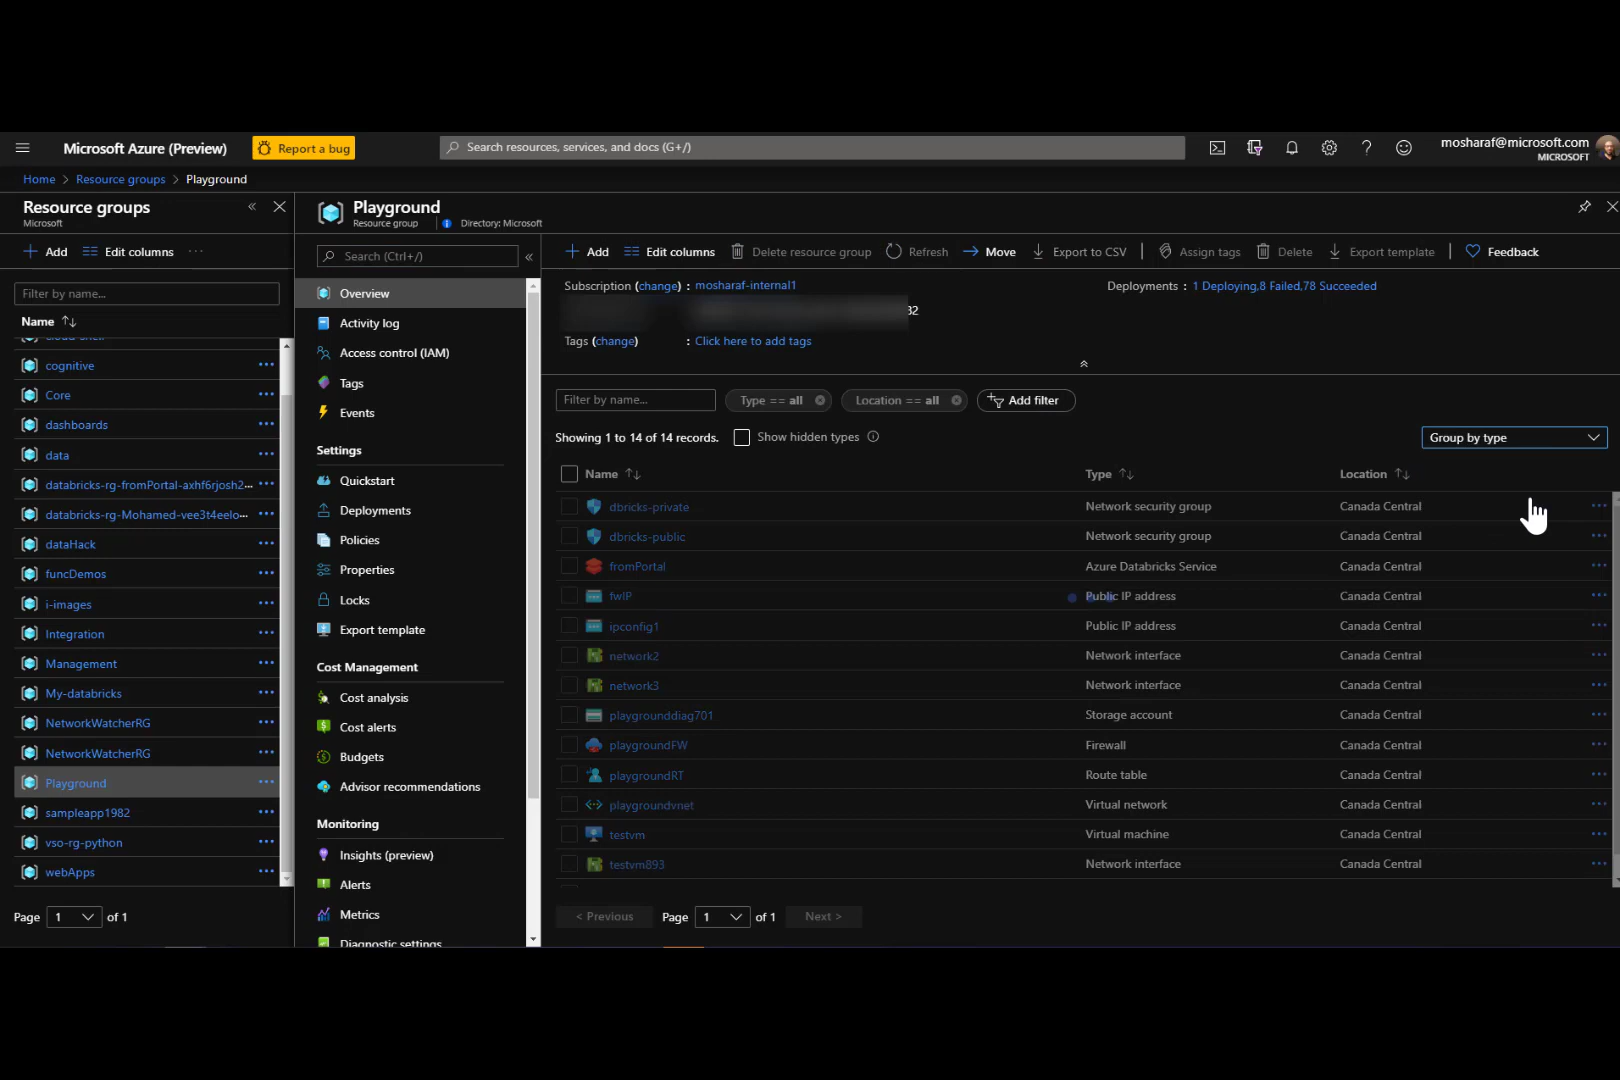 Microsoft Azure (Preview)
Report a bug
Search resources, services, and docs (G+/)
mosharaf@microsoft.com
MICROSOFT
Home > Resource groups > Playground
Resource groups
Microsoft
Add Edit columns
Filter by name...
Name
cloud-shell
cognitive
Core
dashboards
data
databricks-rg-fromPortal-axhf6rjosh2...
databricks-rg-Mohamed-vee3t4eelo...
dataHack
funcDemos
i-images
Integration
Management
My-databricks
NetworkWatcherRG
NetworkWatcherRG
Playground
sampleapp1982
vso-rg-python
webApps
Page 1 of 1
Playground
Resource group
Directory: Microsoft
Search (Ctrl+/)
Overview
Activity log
Access control (IAM)
Tags
Events
Settings
Quickstart
Deployments
Policies
Properties
Locks
Export template
Cost Management
Cost analysis
Cost alerts
Budgets
Advisor recommendations
Monitoring
Insights (preview)
Alerts
Metrics
Diagnostic settings
Add Edit columns Delete resource group Refresh Move Export to CSV Assign tags Delete Export template Feedback
Subscription (change) : mosharaf-internal1
Deployments : 1 Deploying,8 Failed,78 Succeeded
32
Tags (change) : Click here to add tags
Filter by name... Type == all Location == all Add filter
Showing 1 to 14 of 14 records. Show hidden types
Group by type
Name Type Location
dbricks-private Network security group Canada Central
dbricks-public Network security group Canada Central
fromPortal Azure Databricks Service Canada Central
fwIP Public IP address Canada Central
ipconfig1 Public IP address Canada Central
network2 Network interface Canada Central
network3 Network interface Canada Central
playgrounddiag701 Storage account Canada Central
playgroundFW Firewall Canada Central
playgroundRT Route table Canada Central
playgroundvnet Virtual network Canada Central
testvm Virtual machine Canada Central
testvm893 Network interface Canada Central
< Previous Page 1 of 1 Next >